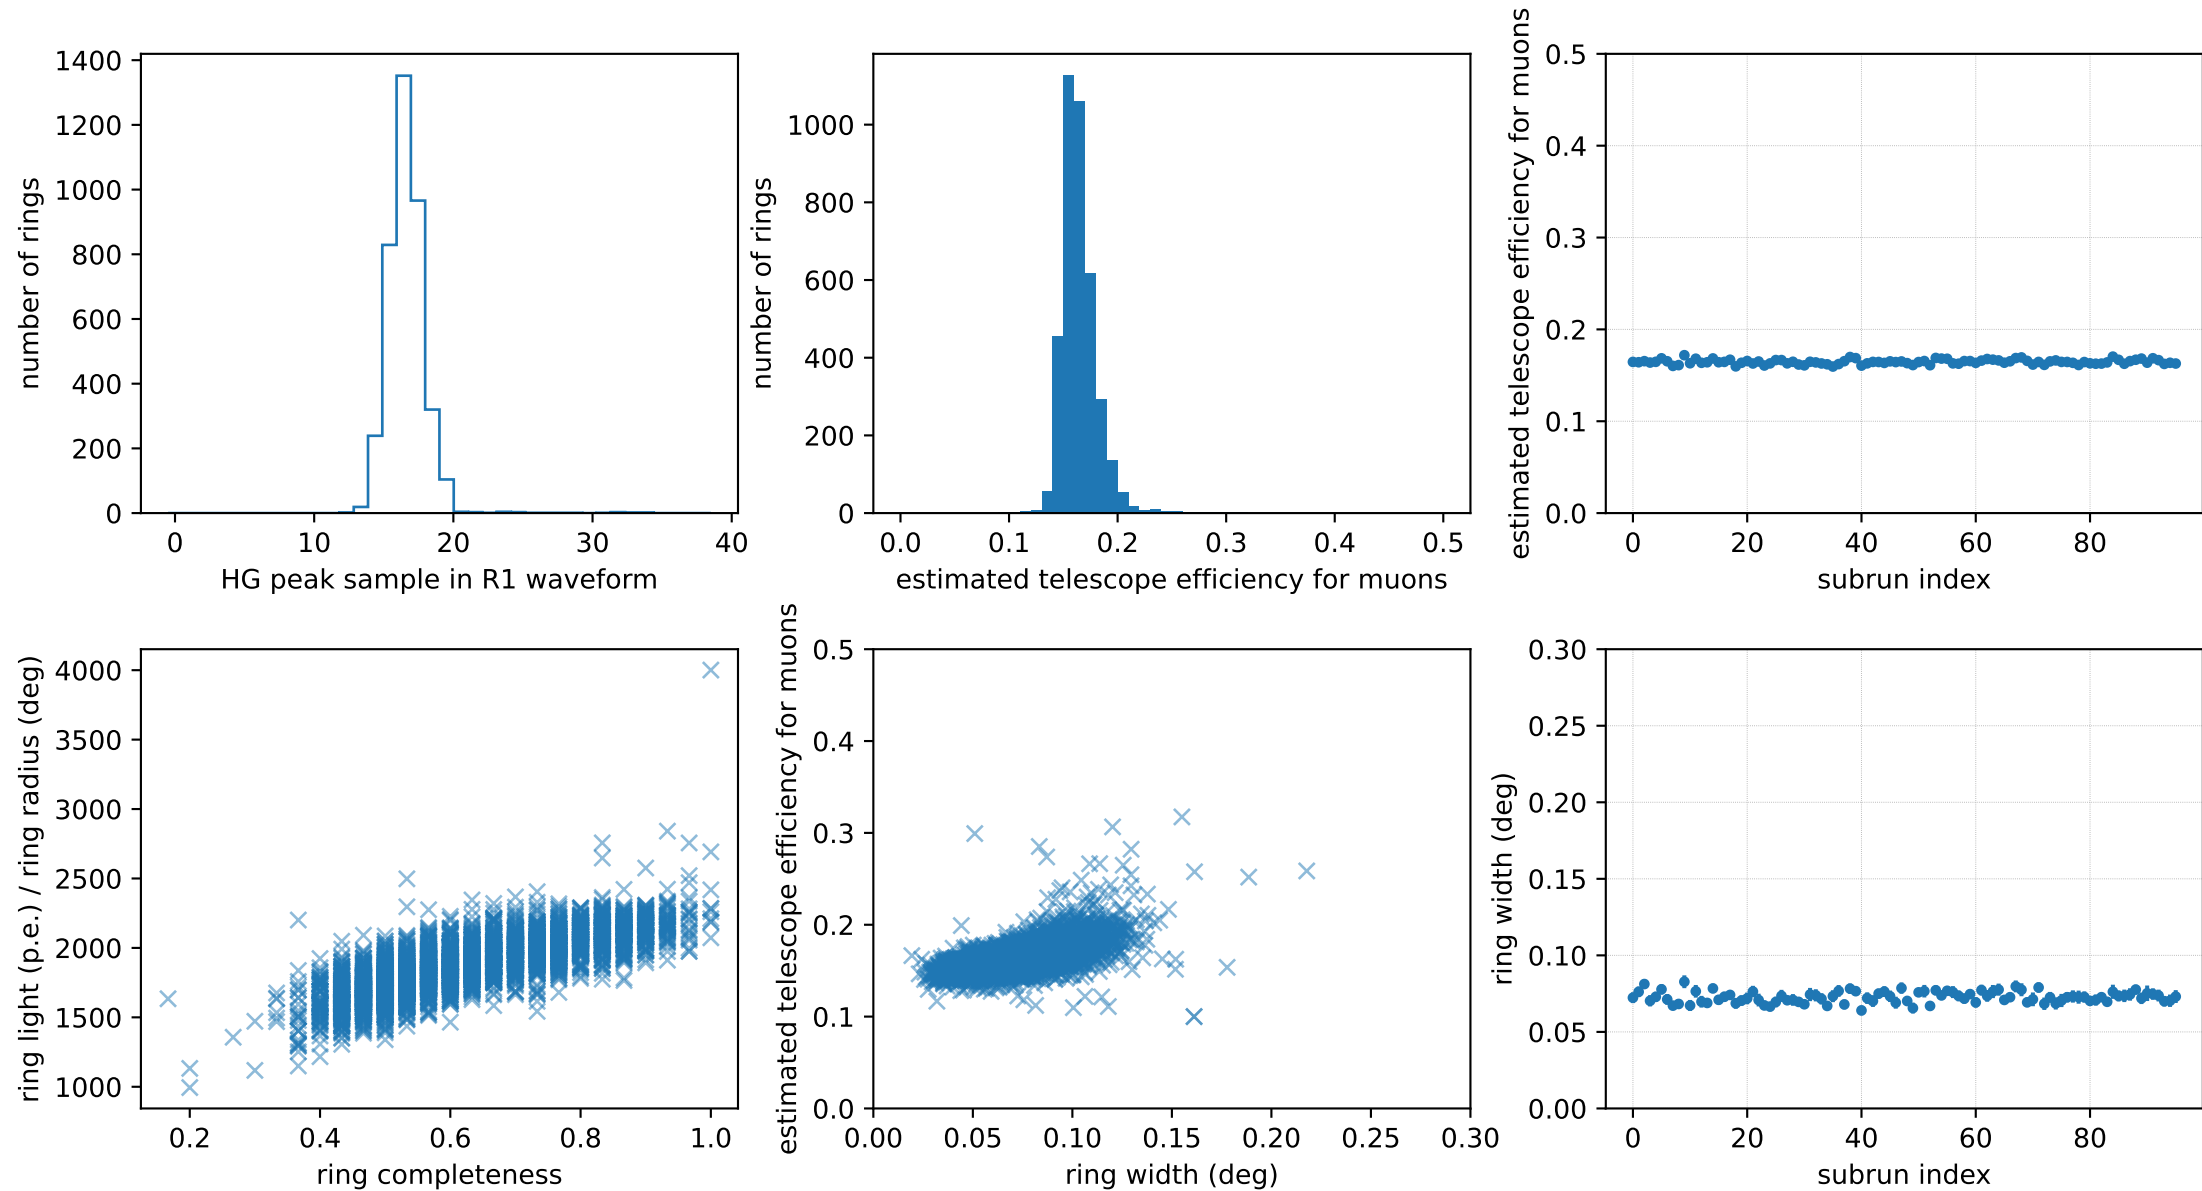 number of rings
1400
1200
1000
800
600
400
200
0
0 10 20 30 40
HG peak sample in R1 waveform
number of rings
1000
800
600
400
200
0
0.0 0.1 0.2 0.3 0.4 0.5
estimated telescope efficiency for muons
estimated telescope efficiency for muons
0.5
0.4
0.3
0.2
0.1
0.0
0 20 40 60 80
subrun index
ring light (p.e.) / ring radius (deg)
4000
3500
3000
2500
2000
1500
1000
0.2 0.4 0.6 0.8 1.0
ring completeness
estimated telescope efficiency for muons
0.5
0.4
0.3
0.2
0.1
0.0
0.00 0.05 0.10 0.15 0.20 0.25 0.30
ring width (deg)
ring width (deg)
0.30
0.25
0.20
0.15
0.10
0.05
0.00
0 20 40 60 80
subrun index